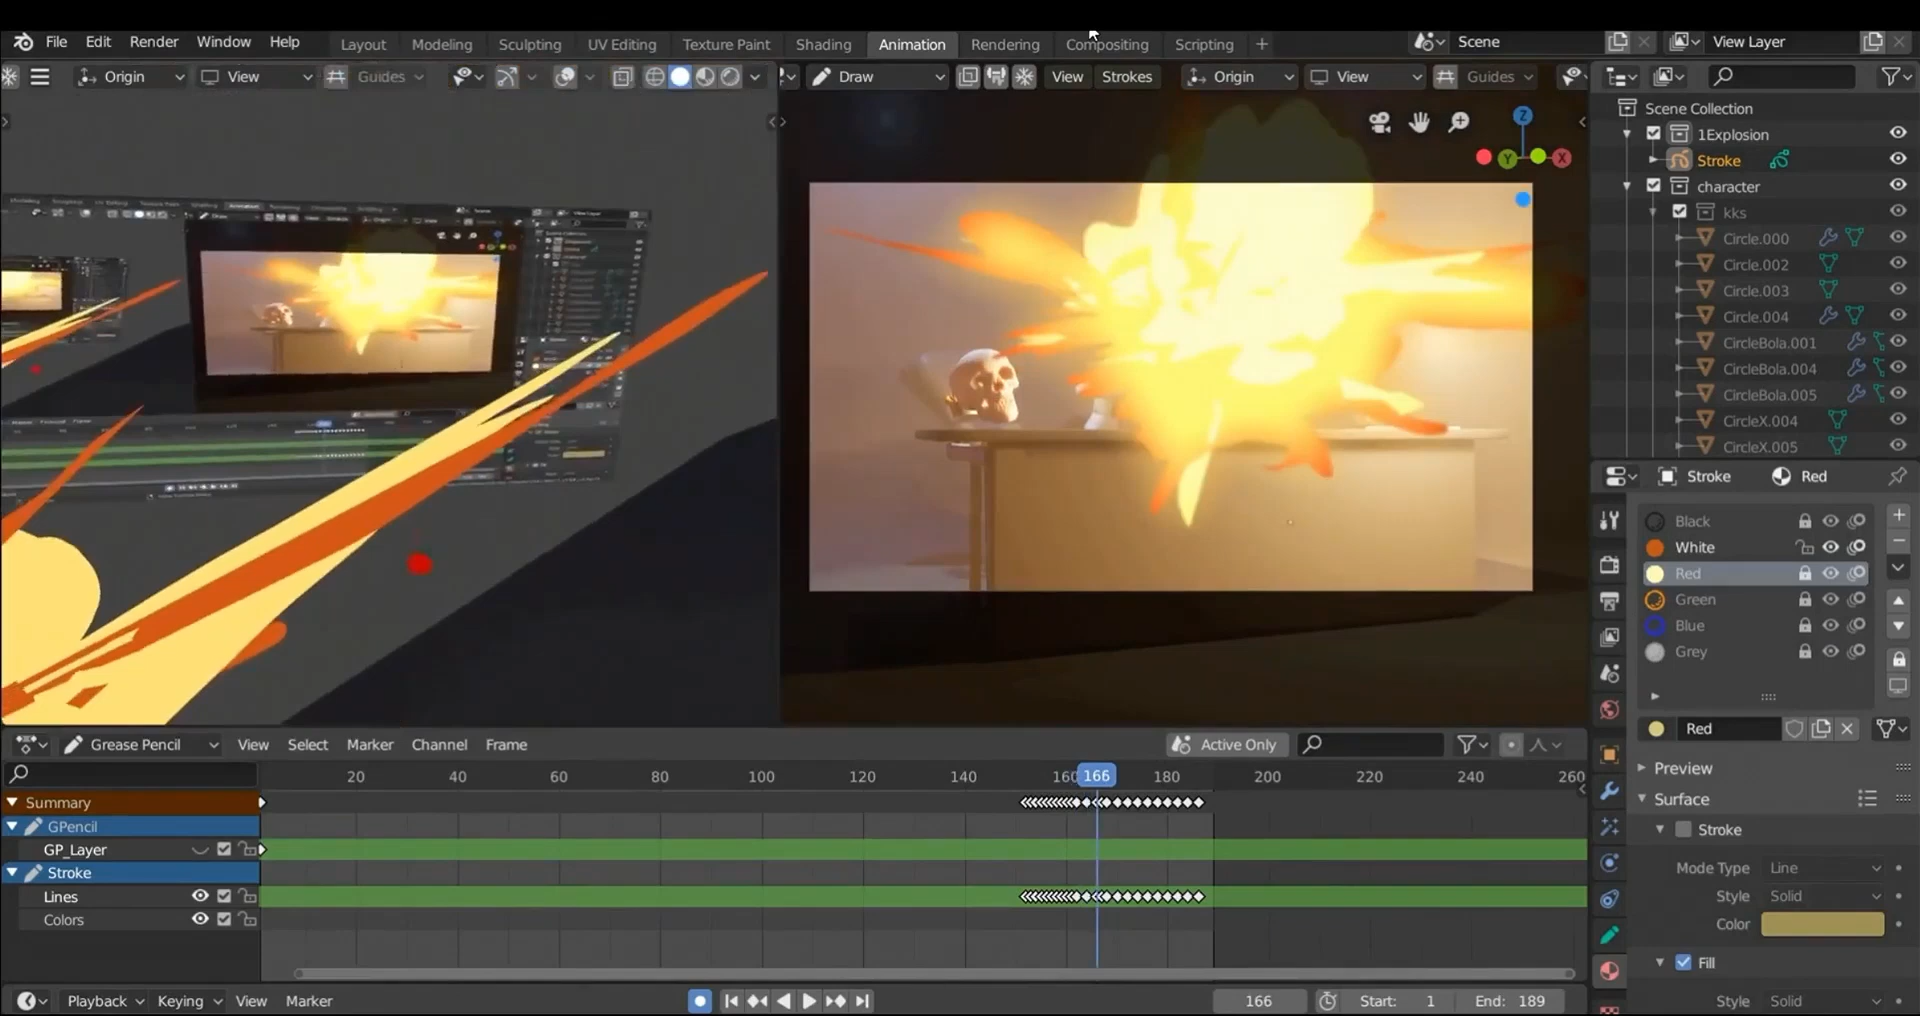 File Edit Render Window Help Layout Modeling Sculpting UV Editing Texture Paint Shading Animation Rendering Compositing Scripting + Scene View Layer
Origin View Guides Draw View Strokes Origin View Guides
Z
Y X
Scene Collection
1Explosion
Stroke
character
kks
Circle.000
Circle.002
Circle.003
Circle.004
CircleBola.001
CircleBola.004
CircleBola.005
CircleX.004
CircleX.005
Stroke Red
Black
White
Red
Green
Blue
Grey
Red
Preview
Surface
Stroke
Mode Type Line
Style Solid
Color
Fill
Style Solid
Grease Pencil View Select Marker Channel Frame Active Only
20 40 60 80 100 120 140 160 166 180 200 220 240 260
Summary
GPencil
GP_Layer
Stroke
Lines
Colors
Playback Keying View Marker 166 Start: 1 End: 189